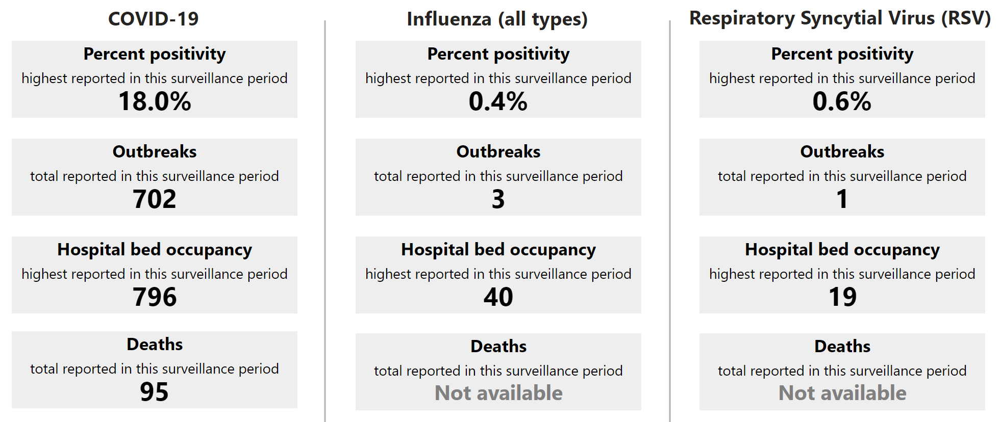 COVID-19
Percent positivity
highest reported in this surveillance period
18.0%
Outbreaks
total reported in this surveillance period
702
Hospital bed occupancy
highest reported in this surveillance period
796
Deaths
total reported in this surveillance period
95
Influenza (all types)
Percent positivity
highest reported in this surveillance period
0.4%
Outbreaks
total reported in this surveillance period
3
Hospital bed occupancy
highest reported in this surveillance period
40
Deaths
total reported in this surveillance period
Not available
Respiratory Syncytial Virus (RSV)
Percent positivity
highest reported in this surveillance period
0.6%
Outbreaks
total reported in this surveillance period
1
Hospital bed occupancy
highest reported in this surveillance period
19
Deaths
total reported in this surveillance period
Not available